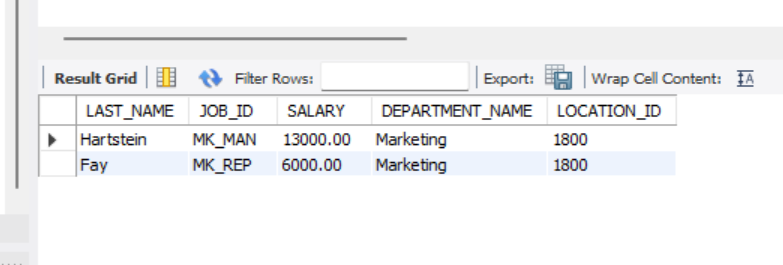 Result Grid Filter Rows: Export: Wrap Cell Content: IA
LAST_NAME JOB_ID SALARY DEPARTMENT_NAME LOCATION_ID
Hartstein MK_MAN 13000.00 Marketing 1800
Fay MK_REP 6000.00 Marketing 1800